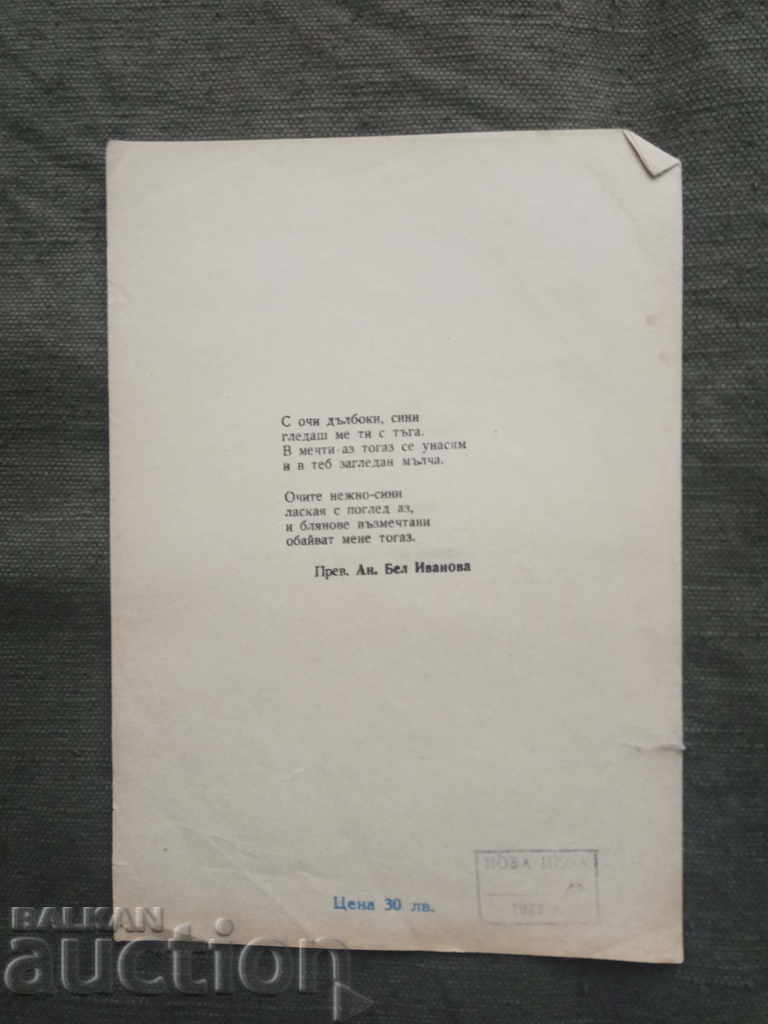 С очи дълбоки, сини
гледаш ме ти с тъга.
В мечти аз тогаз се унасям
и в теб загледан мълча.
Очите нежно-сини
лаская с поглед аз,
и блянове възмечтани
обайват мене тогаз.
Прев. Ан. Бел Иванова
Цена 30 лв.
BALKAN
auction